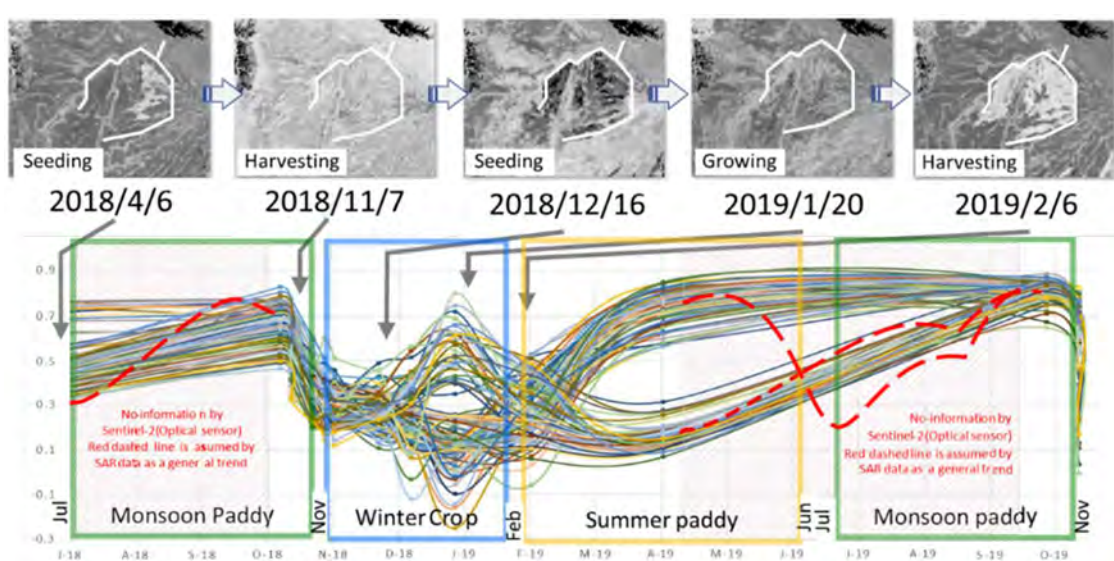 Seeding
Harvesting
Seeding
Growing
Harvesting
2018/4/6
2018/11/7
2018/12/16
2019/1/20
2019/2/6
0.9
0.7
0.5
0.3
0.1
-0.1
-0.3
No information by
Sentinel-2(Optical sensor)
Red dashed line is assumed by
SAR data as a general trend
No-information by
Sentinel-2(Optical sensor)
Red dashed line is assumed by
SAR data as a general trend
Jul
Monsoon Paddy
Nov
Winter Crop
Feb
Summer paddy
Jun
Jul
Monsoon paddy
Nov
J-18
A-18
S-18
O-18
N-18
D-18
J-19
F-19
M-19
A-19
M-19
J-19
J-19
A-19
S-19
O-19